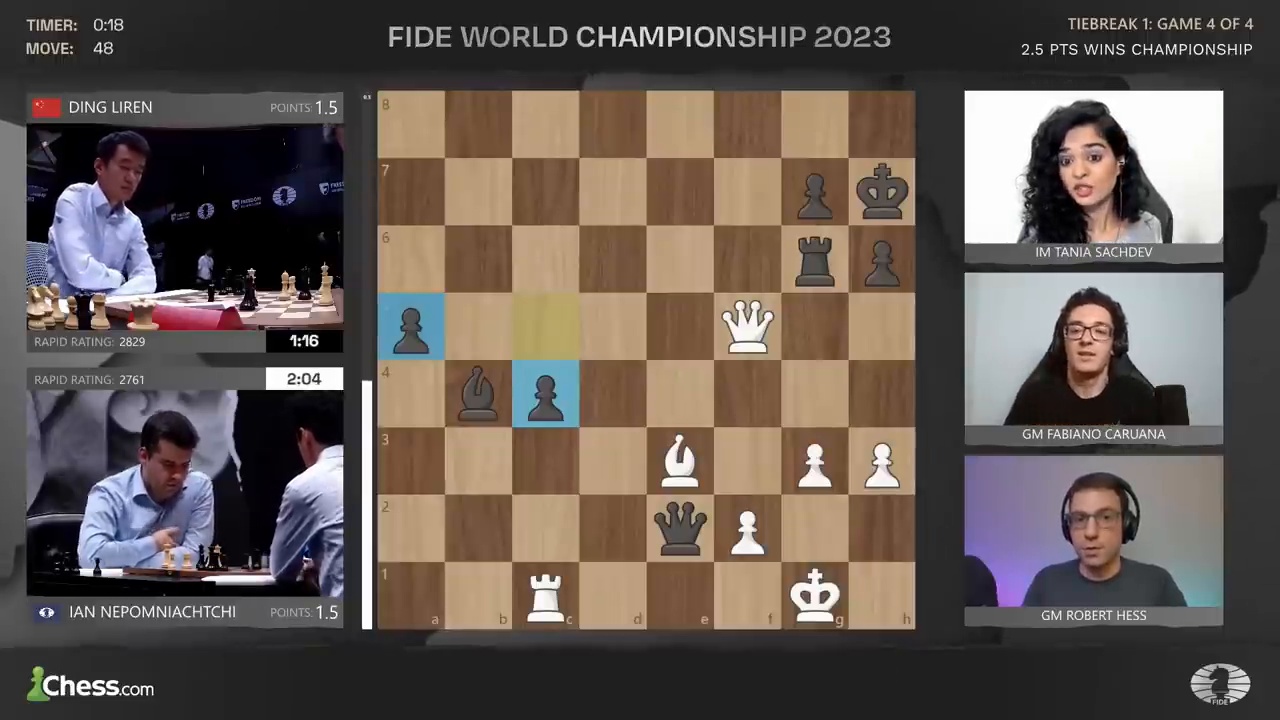 TIMER: 0:18
MOVE: 48
FIDE WORLD CHAMPIONSHIP 2023
TIEBREAK 1: GAME 4 OF 4
2.5 PTS WINS CHAMPIONSHIP
DING LIREN POINTS: 1.5
RAPID RATING: 2829 1:16
RAPID RATING: 2761 2:04
IAN NEPOMNIACHTCHI POINTS: 1.5
8
7
6
4
3
2
1
a b c d e f g h
IM TANIA SACHDEV
GM FABIANO CARUANA
GM ROBERT HESS
Chess.com
FIDE